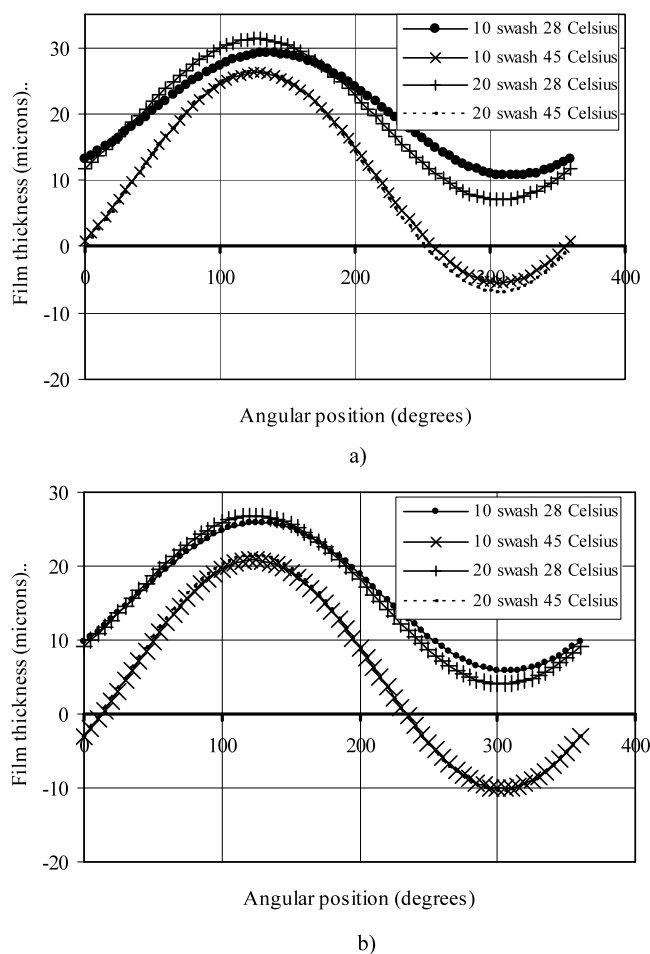 30
20
10
0
-10
-20
0
100
200
300
400
Film thickness (microns)..
Angular position (degrees)
10 swash 28 Celsius
10 swash 45 Celsius
20 swash 28 Celsius
20 swash 45 Celsius
a)
30
20
10
0
-10
-20
0
100
200
300
400
Film thickness (microns)..
Angular position (degrees)
10 swash 28 Celsius
10 swash 45 Celsius
20 swash 28 Celsius
20 swash 45 Celsius
b)